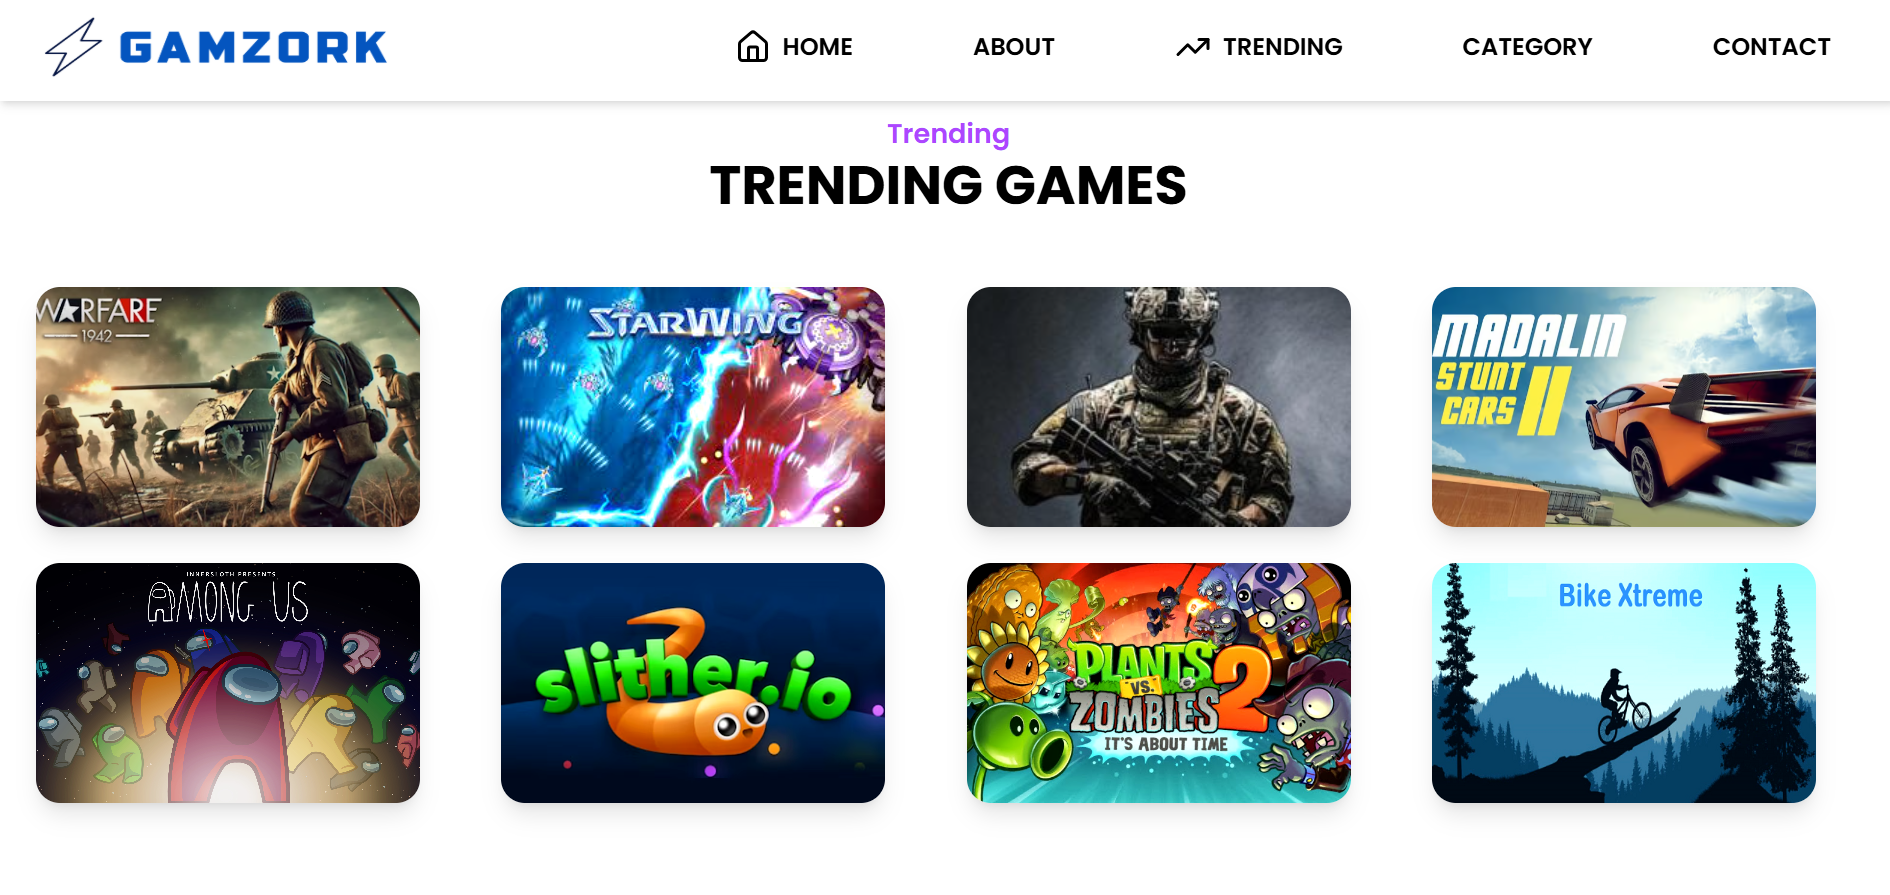 GAMZORK
HOME
ABOUT
TRENDING
CATEGORY
CONTACT
Trending
TRENDING GAMES
WARFARE
1942
STARWING
MADALIN
STUNT
CARS II
INNERSLOTH PRESENTS
AMONG US
slither.io
PLANTS
VS.
ZOMBIES 2
IT'S ABOUT TIME
Bike Xtreme